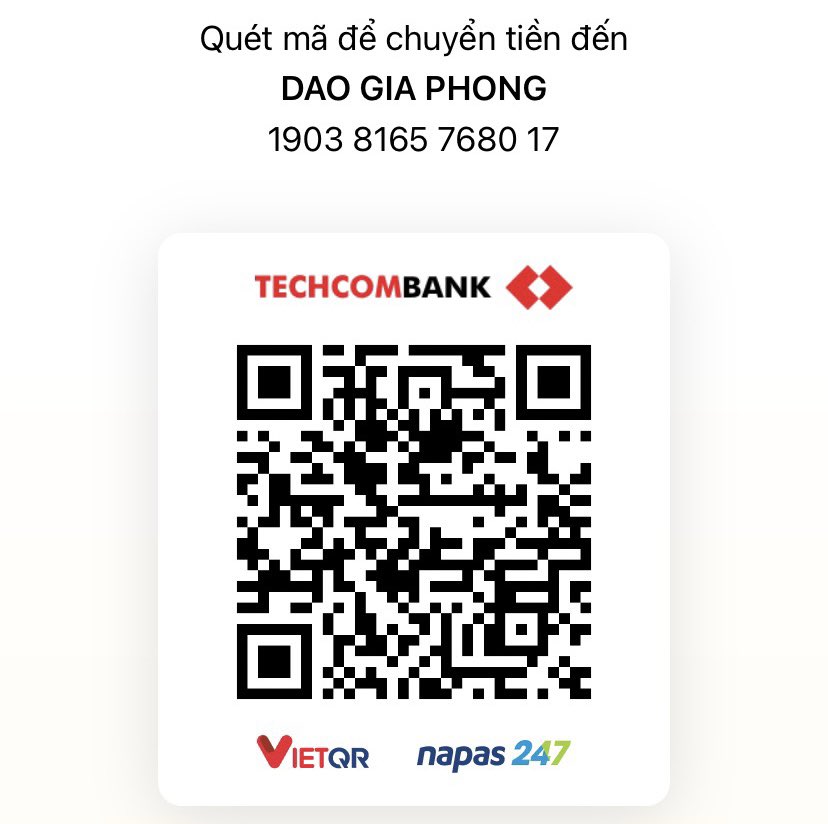 Quét mã để chuyển tiền đến
DAO GIA PHONG
1903 8165 7680 17
TECHCOMBANK
VIETQR
napas 247